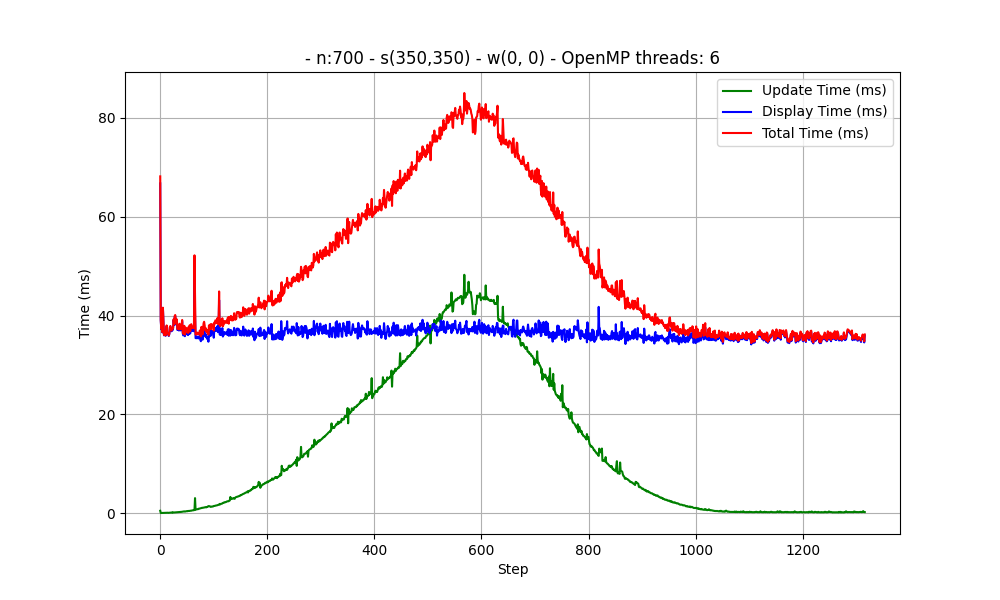 - n:700 - s(350,350) - w(0, 0) - OpenMP threads: 6
Update Time (ms)
Display Time (ms)
Total Time (ms)
Time (ms)
80
60
40
20
0
0 200 400 600 800 1000 1200
Step